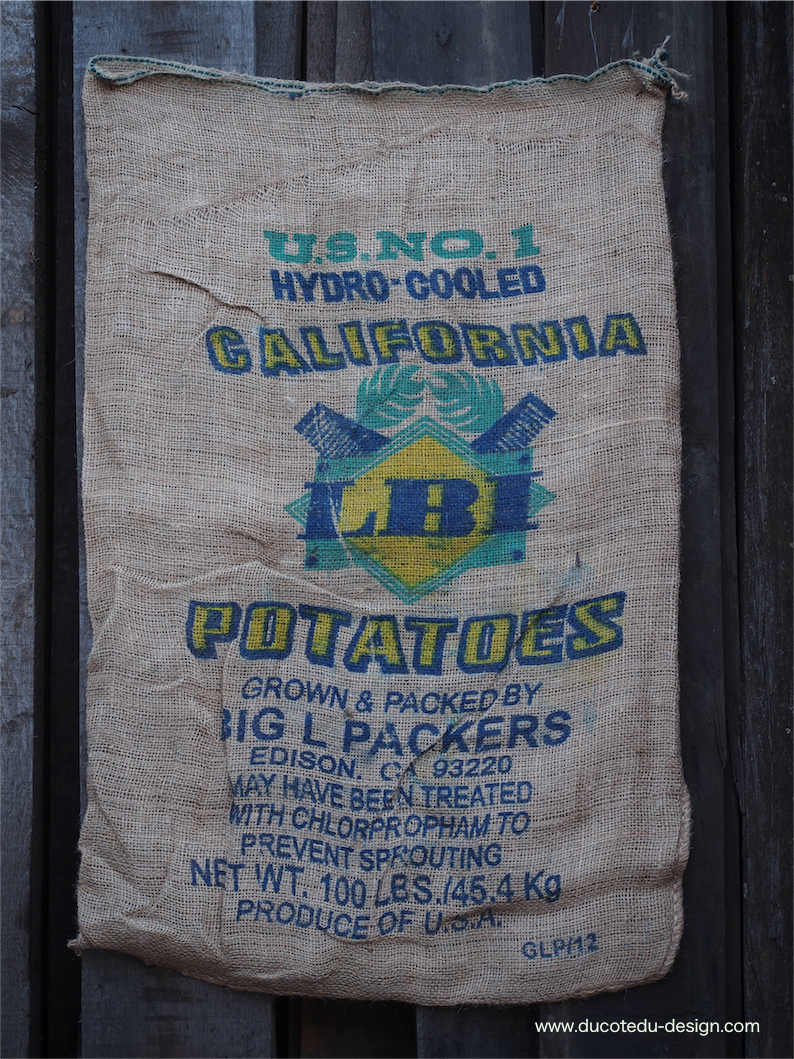 U.S. NO. 1
HYDRO-COOLED
CALIFORNIA
LBI
POTATOES
GROWN & PACKED BY
BIG L PACKERS
EDISON. CA 93220
MAY HAVE BEEN TREATED
WITH CHLORPROPHAM TO
PREVENT SPROUTING
NET WT. 100 LBS./45.4 Kg
PRODUCE OF U.S.A.
GLP/12
www.ducotedu-design.com